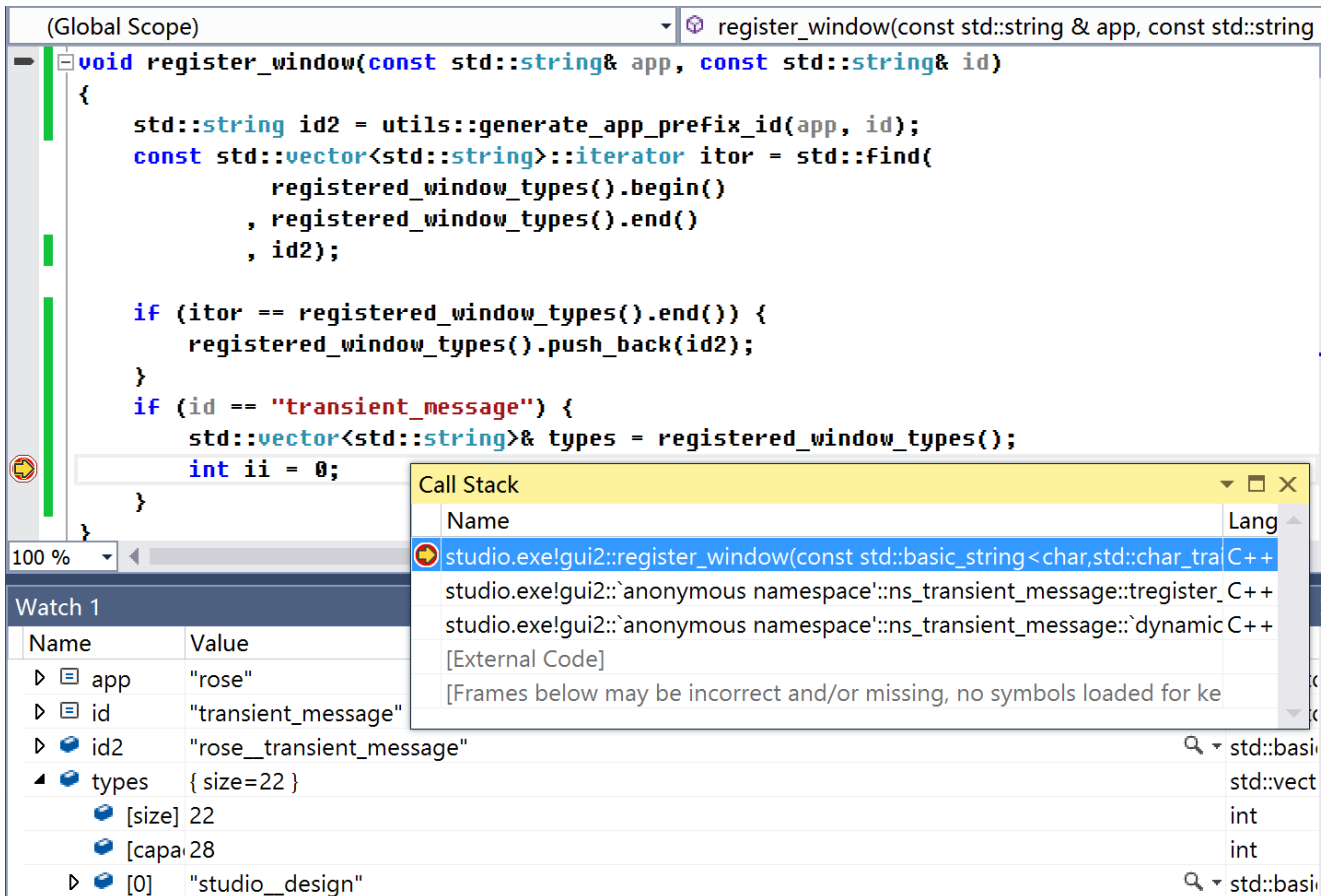 (Global Scope)
register_window(const std::string & app, const std::string
void register_window(const std::string& app, const std::string& id)
{
std::string id2 = utils::generate_app_prefix_id(app, id);
const std::vector<std::string>::iterator itor = std::find(
registered_window_types().begin()
, registered_window_types().end()
, id2);
if (itor == registered_window_types().end()) {
registered_window_types().push_back(id2);
}
if (id == "transient_message") {
std::vector<std::string>& types = registered_window_types();
int ii = 0;
}
}
100 %
Call Stack
Name Lang
studio.exe!gui2::register_window(const std::basic_string<char,std::char_trai C++
studio.exe!gui2::`anonymous namespace'::ns_transient_message::tregister_ C++
studio.exe!gui2::`anonymous namespace'::ns_transient_message::`dynamic C++
[External Code]
[Frames below may be incorrect and/or missing, no symbols loaded for ke
Watch 1
Name Value
app "rose"
id "transient_message"
id2 "rose__transient_message" std::basi
types { size=22 } std::vect
[size] 22 int
[capa 28 int
[0] "studio__design" std::basi